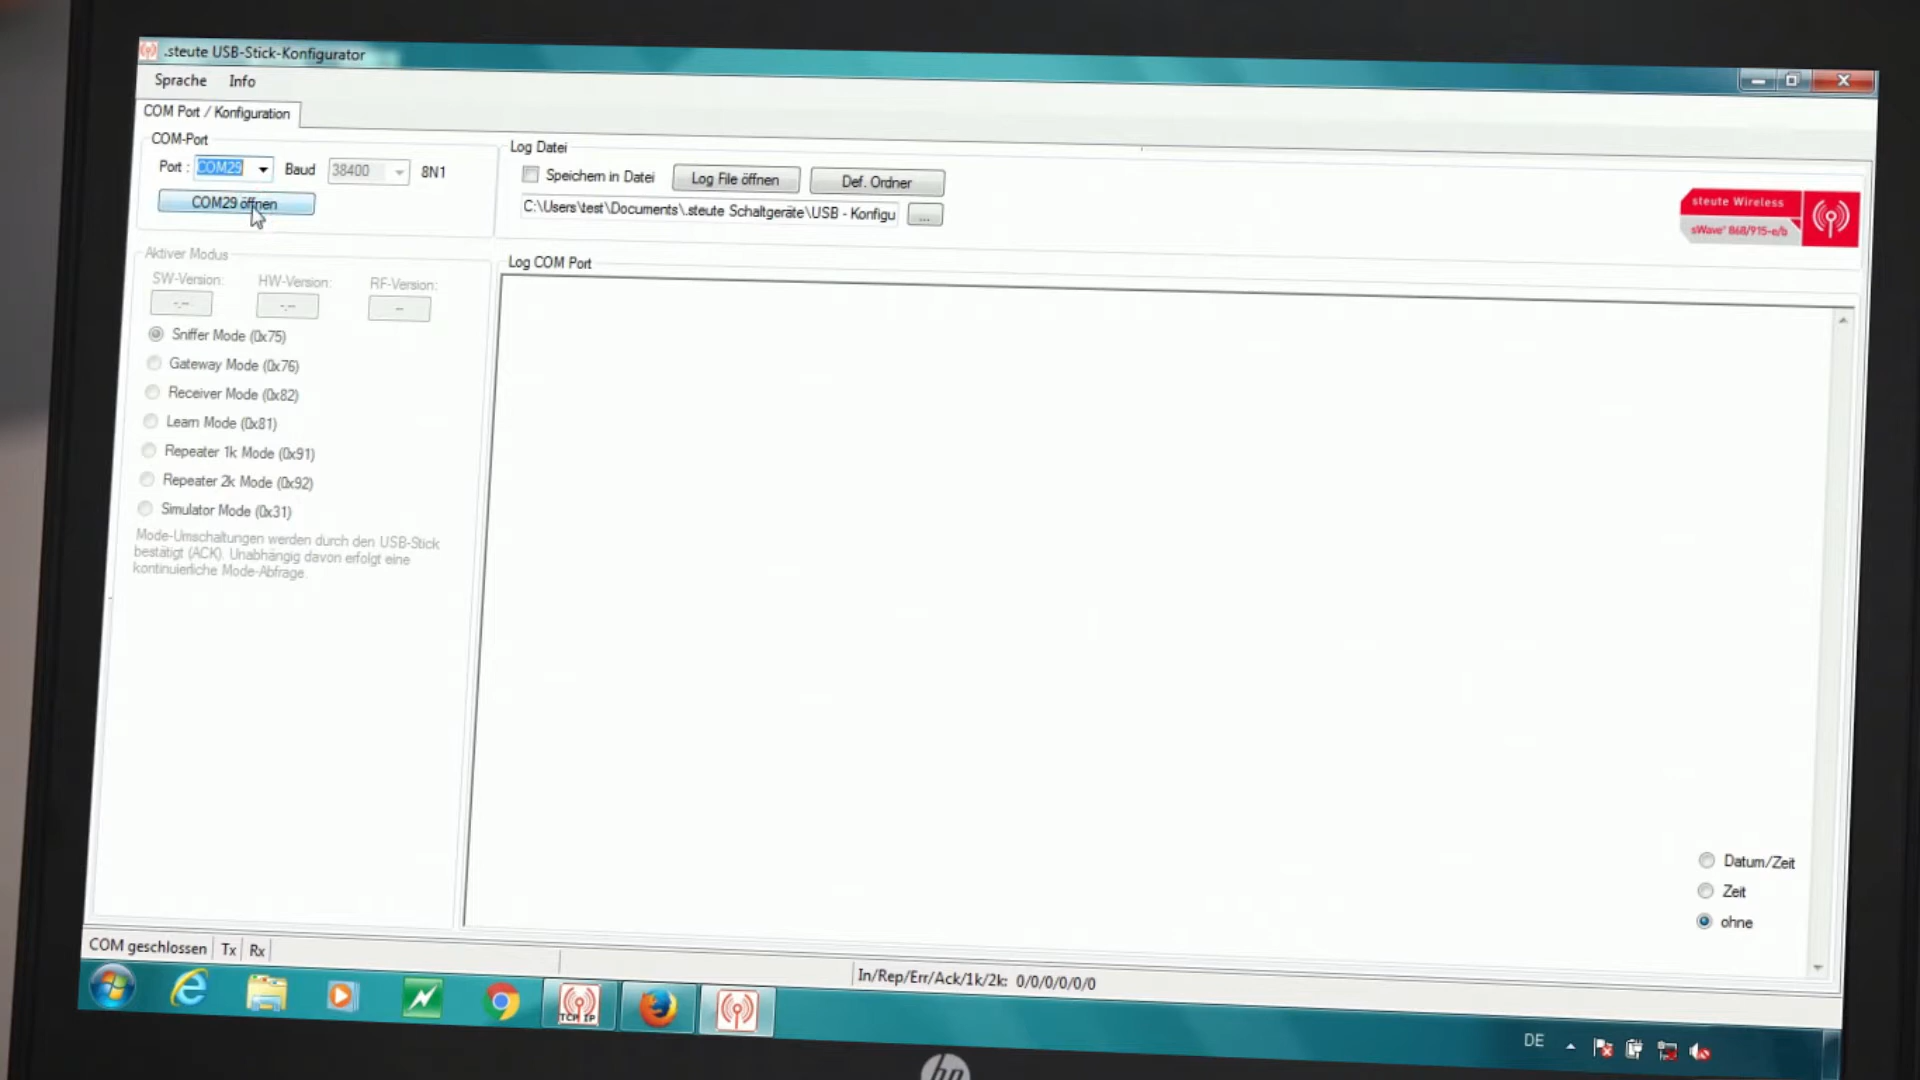 .steute USB-Stick-Konfigurator
Sprache Info
COM Port / Konfiguration
COM-Port
Port : COM29 Baud 38400 8N1
COM29 öffnen
Log Datei
Speichern in Datei Log File öffnen Def. Ordner
C:\Users\test\Documents\.steute Schaltgeräte\USB - Konfigu ...
steute Wireless
sWave® 868/915-e/b
Aktiver Modus
SW-Version: HW-Version: RF-Version:
-.-- -.-- --
Sniffer Mode (0x75)
Gateway Mode (0x76)
Receiver Mode (0x82)
Learn Mode (0x81)
Repeater 1k Mode (0x91)
Repeater 2k Mode (0x92)
Simulator Mode (0x31)
Mode-Umschaltungen werden durch den USB-Stick
bestätigt (ACK). Unabhängig davon erfolgt eine
kontinuierliche Mode-Abfrage.
Log COM Port
Datum/Zeit
Zeit
ohne
COM geschlossen Tx Rx
In/Rep/Err/Ack/1k/2k: 0/0/0/0/0/0
TCP IP
DE
hp